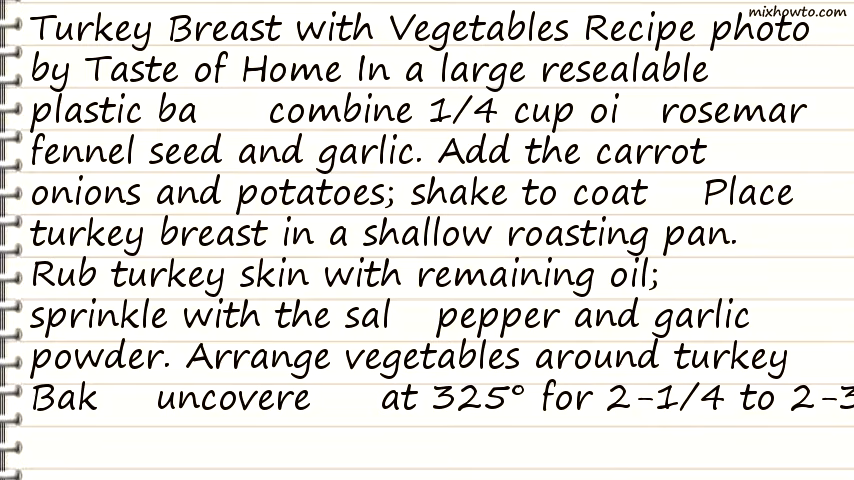 mixhowto.com
Turkey Breast with Vegetables Recipe photo
by Taste of Home In a large resealable
plastic ba combine 1/4 cup oi rosemar
fennel seed and garlic. Add the carrot
onions and potatoes; shake to coat Place
turkey breast in a shallow roasting pan.
Rub turkey skin with remaining oil;
sprinkle with the sal pepper and garlic
powder. Arrange vegetables around turkey
Bak uncovere at 325° for 2-1/4 to 2-3